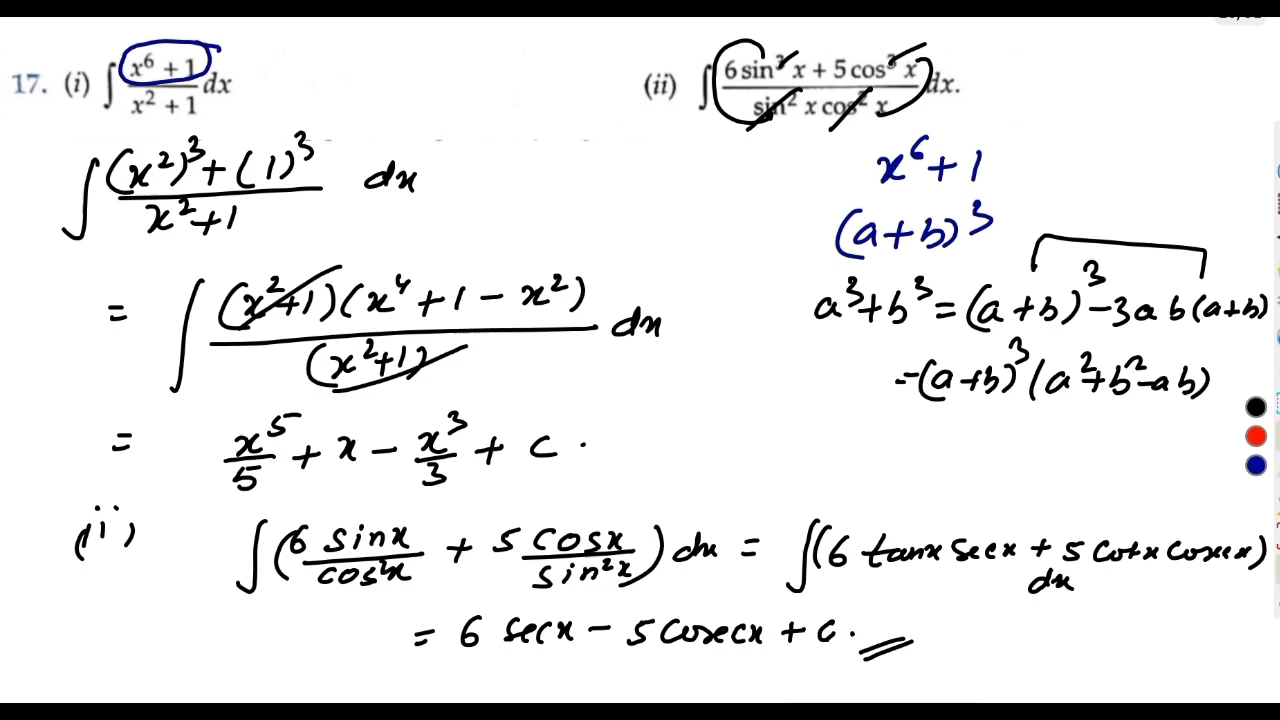 17. (i) ∫ (x⁶ + 1)/(x² + 1) dx
(ii) ∫ (6 sin³ x + 5 cos³ x)/(sin² x cos² x) dx.
∫ ((x²)³ + (1)³)/(x² + 1) dx
= ∫ ((x²+1)(x⁴ + 1 − x²))/((x²+1)) dx
= x⁵/5 + x − x³/3 + c .
x⁶ + 1
(a+b)³
a³+b³ = (a+b)³ − 3ab(a+b)
= (a+b)³(a²+b²−ab)
(ii) ∫(6 sinx/cos²x + 5 cosx/sin²x) dx = ∫(6 tanx secx + 5 cotx cosecx) dx
= 6 secx − 5 cosecx + c .